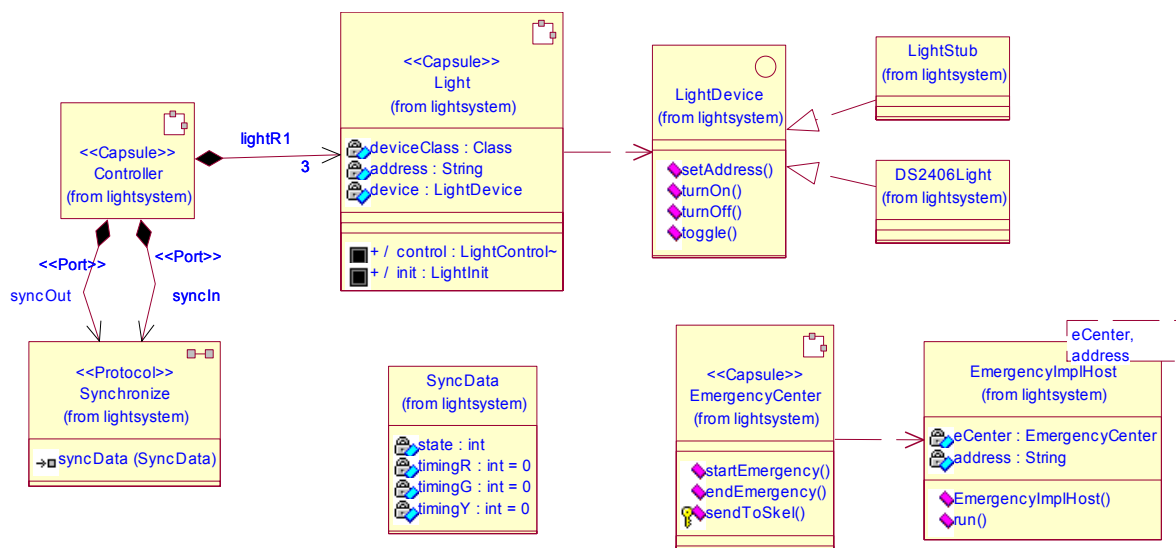 <<Capsule>>
Controller
(from lightsystem)
lightR1
3
<<Capsule>>
Light
(from lightsystem)
deviceClass : Class
address : String
device : LightDevice
+ / control : LightControl~
+ / init : LightInit
LightDevice
(from lightsystem)
setAddress()
turnOn()
turnOff()
toggle()
LightStub
(from lightsystem)
DS2406Light
(from lightsystem)
<<Port>>
syncOut
<<Port>>
syncIn
<<Protocol>>
Synchronize
(from lightsystem)
syncData (SyncData)
SyncData
(from lightsystem)
state : int
timingR : int = 0
timingG : int = 0
timingY : int = 0
<<Capsule>>
EmergencyCenter
(from lightsystem)
startEmergency()
endEmergency()
sendToSkel()
eCenter,
address
EmergencyImplHost
(from lightsystem)
eCenter : EmergencyCenter
address : String
EmergencyImplHost()
run()